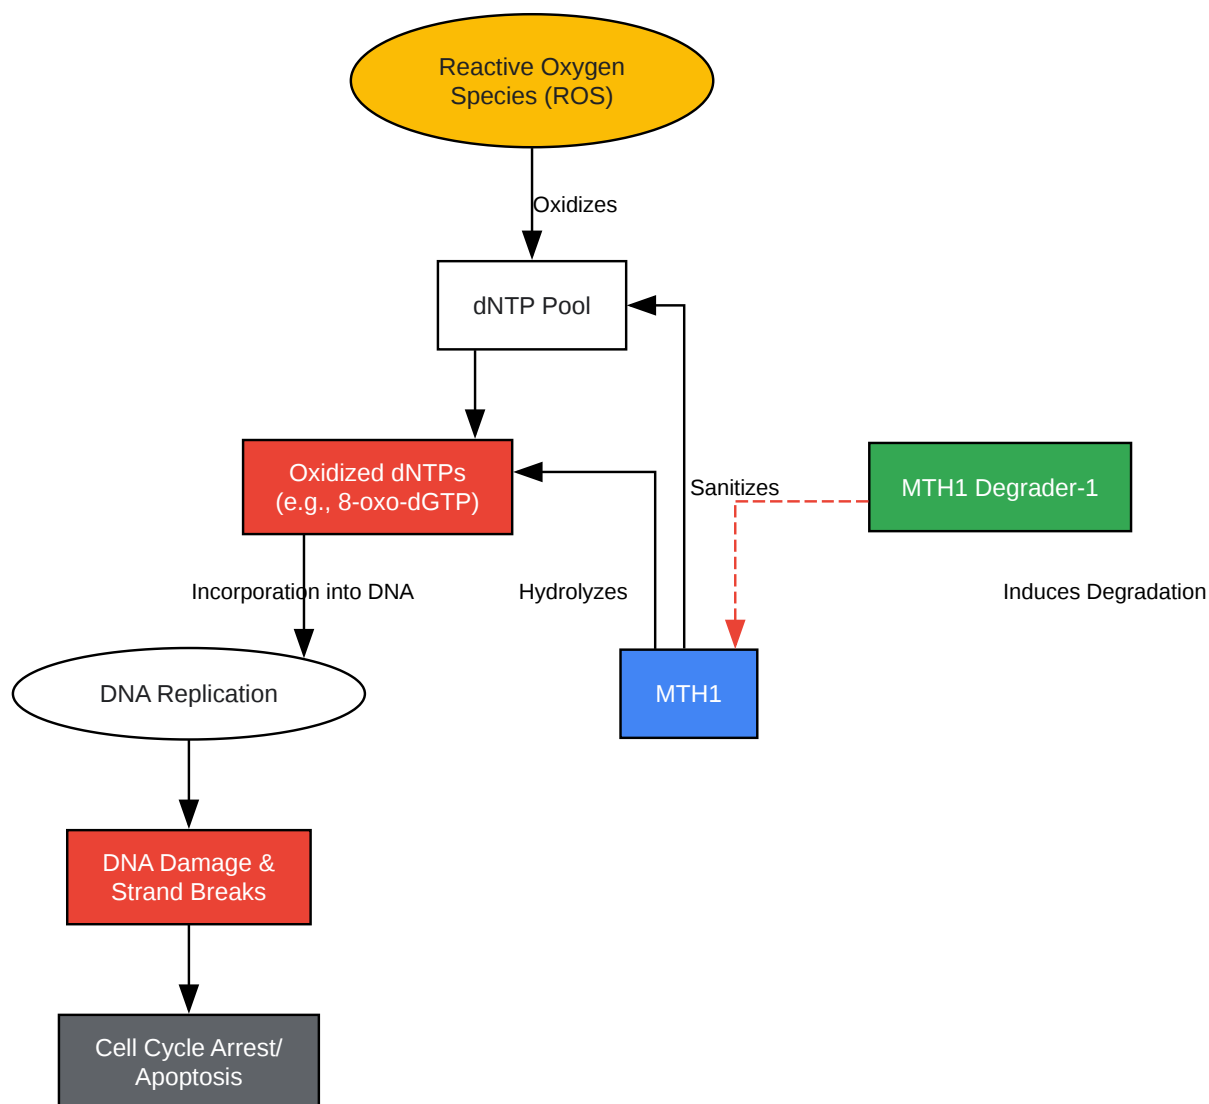 Reactive Oxygen
Species (ROS)
Oxidizes
dNTP Pool
Oxidized dNTPs
(e.g., 8-oxo-dGTP)
Sanitizes
MTH1 Degrader-1
Incorporation into DNA
Hydrolyzes
Induces Degradation
DNA Replication
MTH1
DNA Damage &
Strand Breaks
Cell Cycle Arrest/
Apoptosis